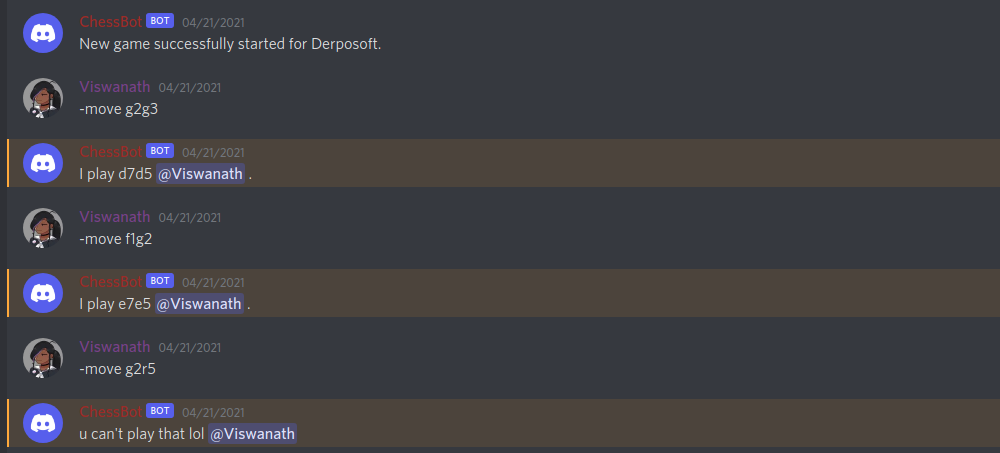 ChessBot BOT 04/21/2021
New game successfully started for Derposoft.
Viswanath 04/21/2021
-move g2g3
ChessBot BOT 04/21/2021
I play d7d5 @Viswanath .
Viswanath 04/21/2021
-move f1g2
ChessBot BOT 04/21/2021
I play e7e5 @Viswanath .
Viswanath 04/21/2021
-move g2r5
ChessBot BOT 04/21/2021
u can't play that lol @Viswanath